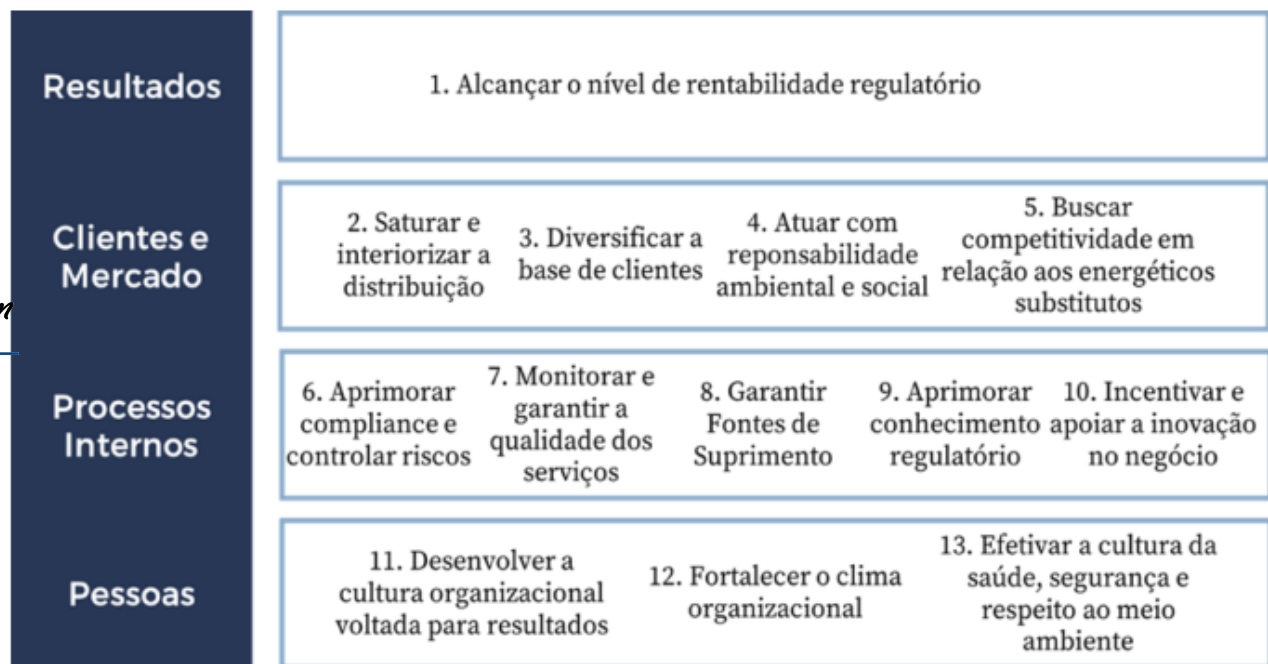 Resultados
1. Alcançar o nível de rentabilidade regulatório
Clientes e
Mercado
2. Saturar e
interiorizar a
distribuição
3. Diversificar a
base de clientes
4. Atuar com
reponsabilidade
ambiental e social
5. Buscar
competitividade em
relação aos energéticos
substitutos
Processos
Internos
6. Aprimorar
compliance e
controlar riscos
7. Monitorar e
garantir a
qualidade dos
serviços
8. Garantir
Fontes de
Suprimento
9. Aprimorar
conhecimento
regulatório
10. Incentivar e
apoiar a inovação
no negócio
Pessoas
11. Desenvolver a
cultura organizacional
voltada para resultados
12. Fortalecer o clima
organizacional
13. Efetivar a cultura da
saúde, segurança e
respeito ao meio
ambiente